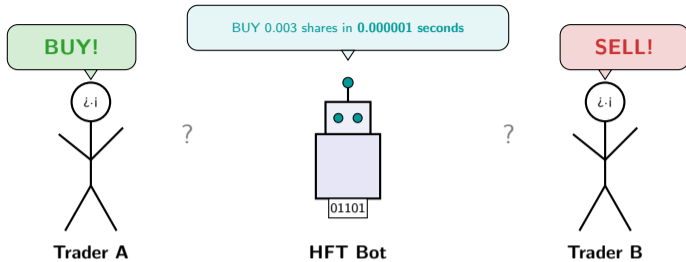 BUY 0.003 shares in 0.000001 seconds
BUY!
SELL!
¿·¡
¿·¡
?
?
01101
Trader A
HFT Bot
Trader B